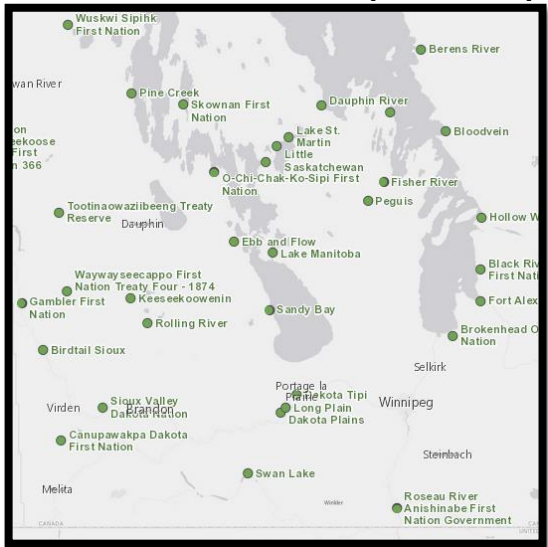 Wuskwi Sipihk
First Nation
Berens River
wan River
Pine Creek
Skownan First
Nation
Dauphin River
on
eekoose
First
n 366
Lake St.
Martin
Bloodvein
Little
Saskatchewan
O-Chi-Chak-Ko-Sipi First
Nation
Fisher River
Peguis
Tootinaowaziibeeng Treaty
Reserve
Dauphin
Hollow W
Ebb and Flow
Lake Manitoba
Black Riv
First Nati
Waywayseecappo First
Nation Treaty Four - 1874
Gambler First
Nation
Keeseekoowenin
Fort Alex
Rolling River
Sandy Bay
Brokenhead O
Nation
Birdtail Sioux
Selkirk
Portage la
Prairie
Dakota Tipi
Virden
Sioux Valley
Dakota Nation
Brandon
Long Plain
Dakota Plains
Winnipeg
Canupawakpa Dakota
First Nation
Steinbach
Swan Lake
Melita
Winkler
Roseau River
Anishinabe First
Nation Government
CANADA
CAN
UNITED